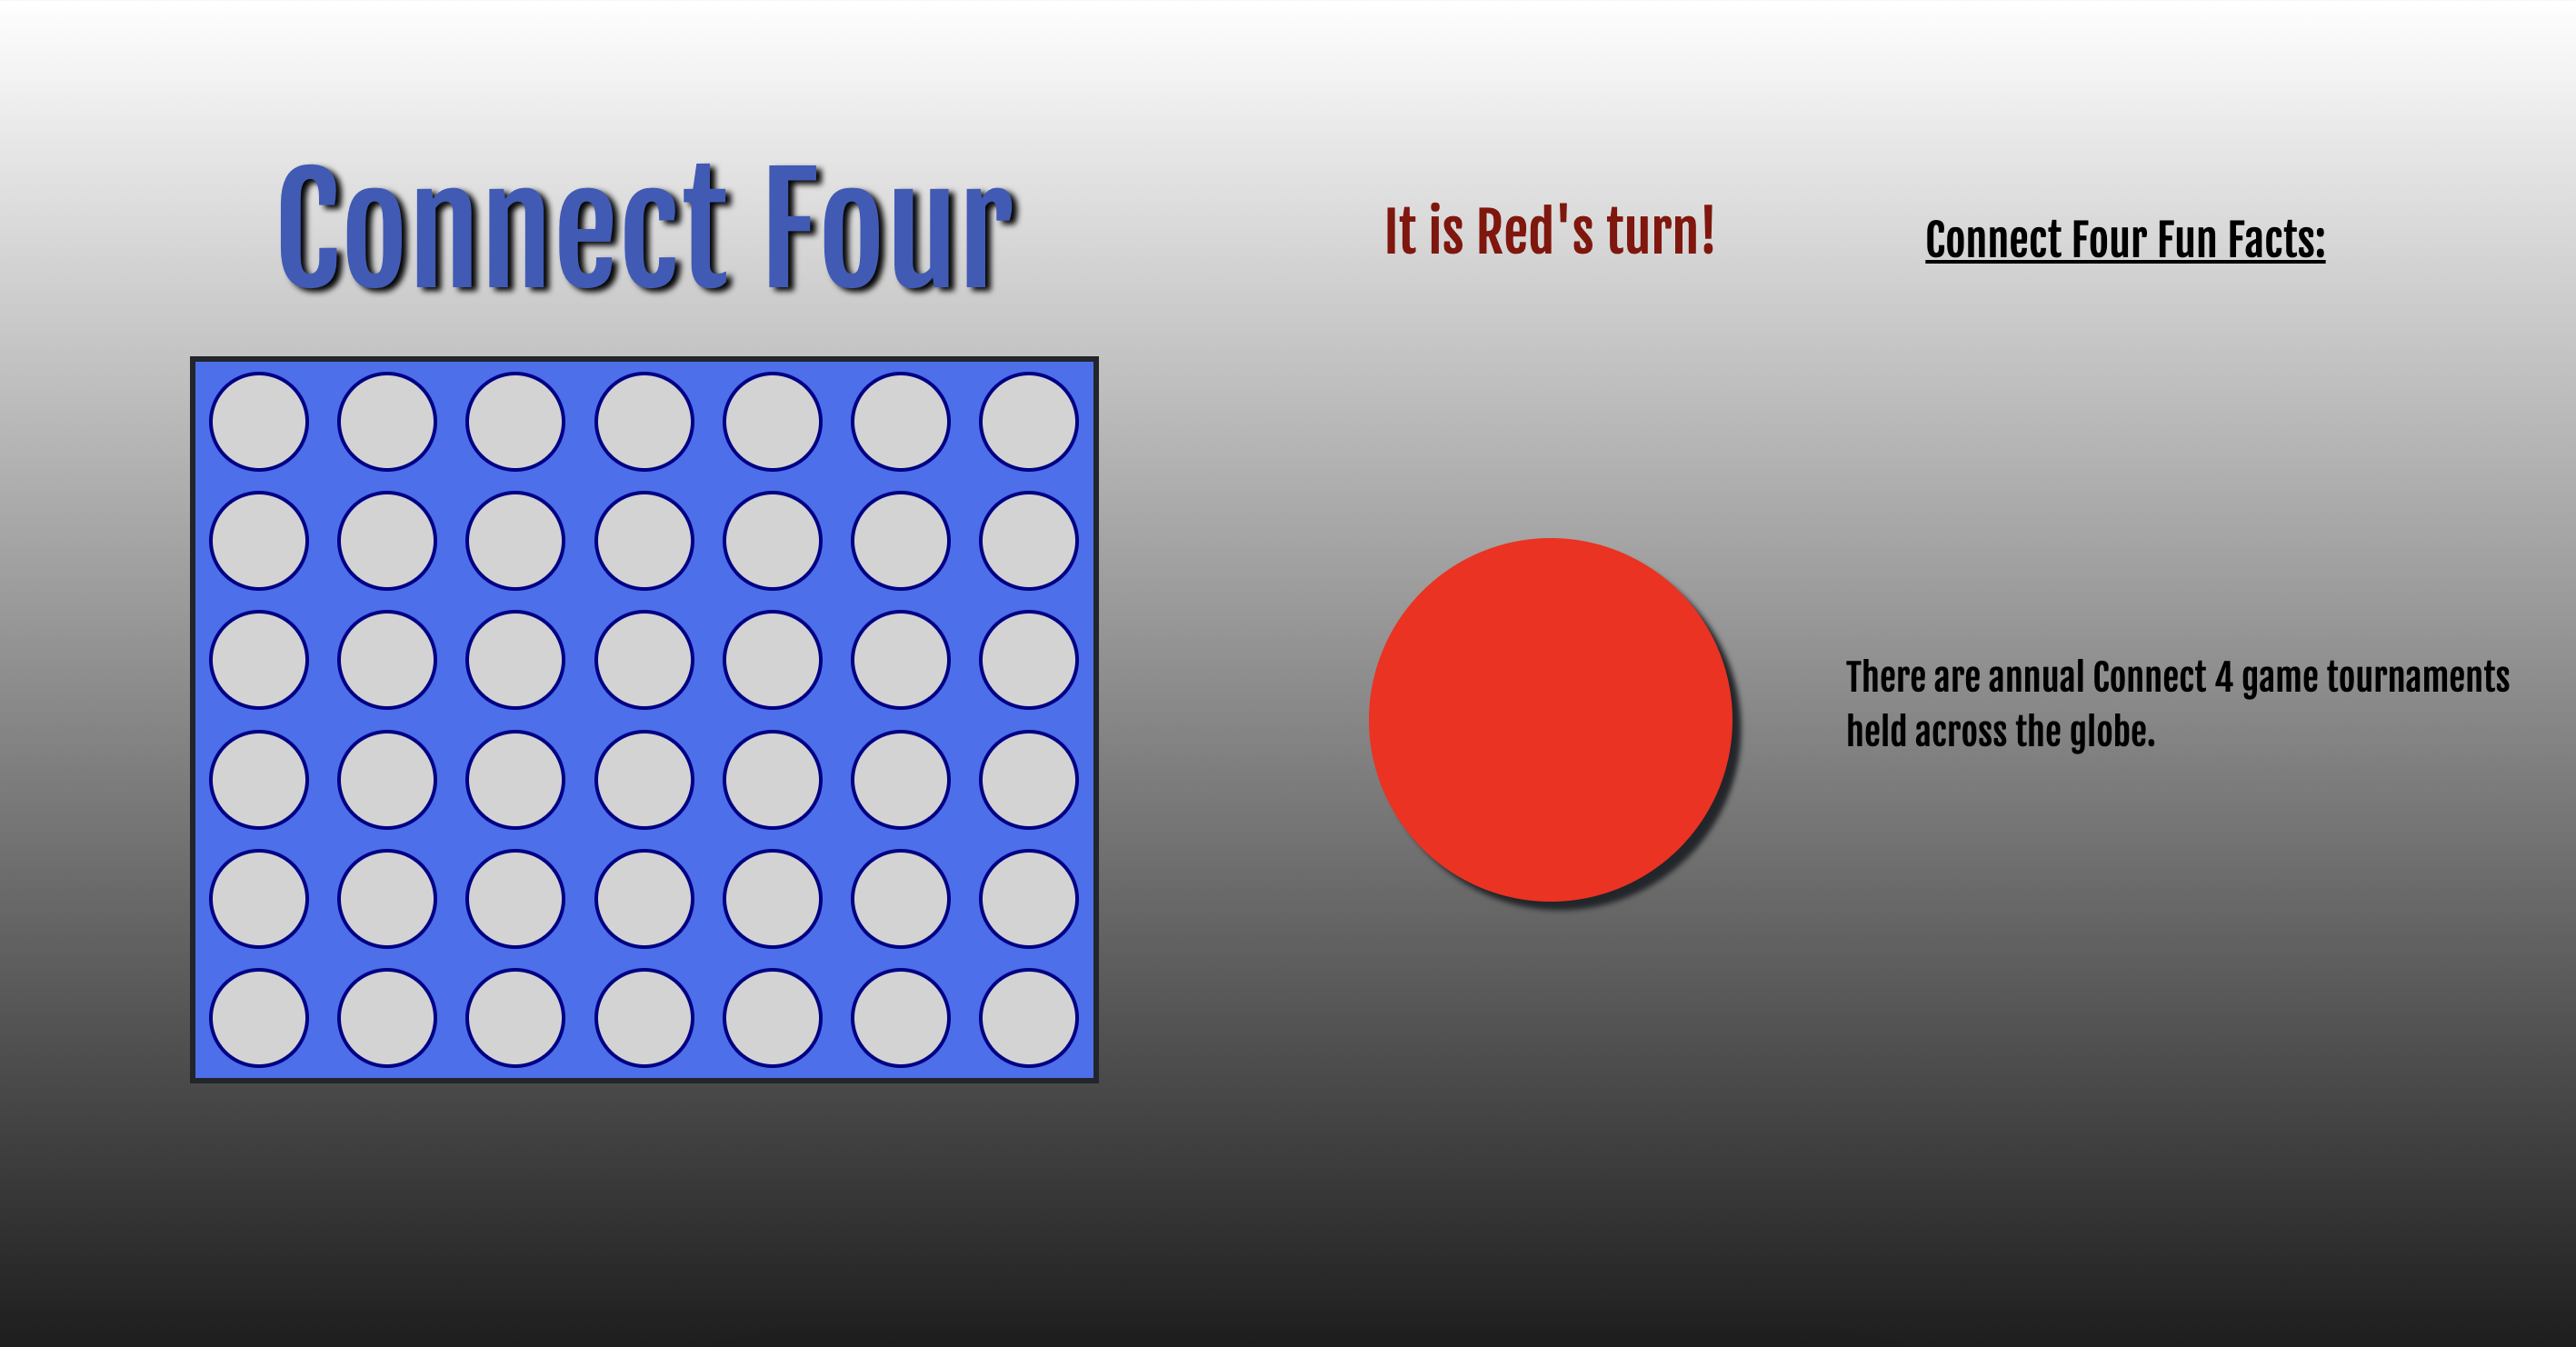 Connect Four
It is Red's turn!
Connect Four Fun Facts:
There are annual Connect 4 game tournaments
held across the globe.